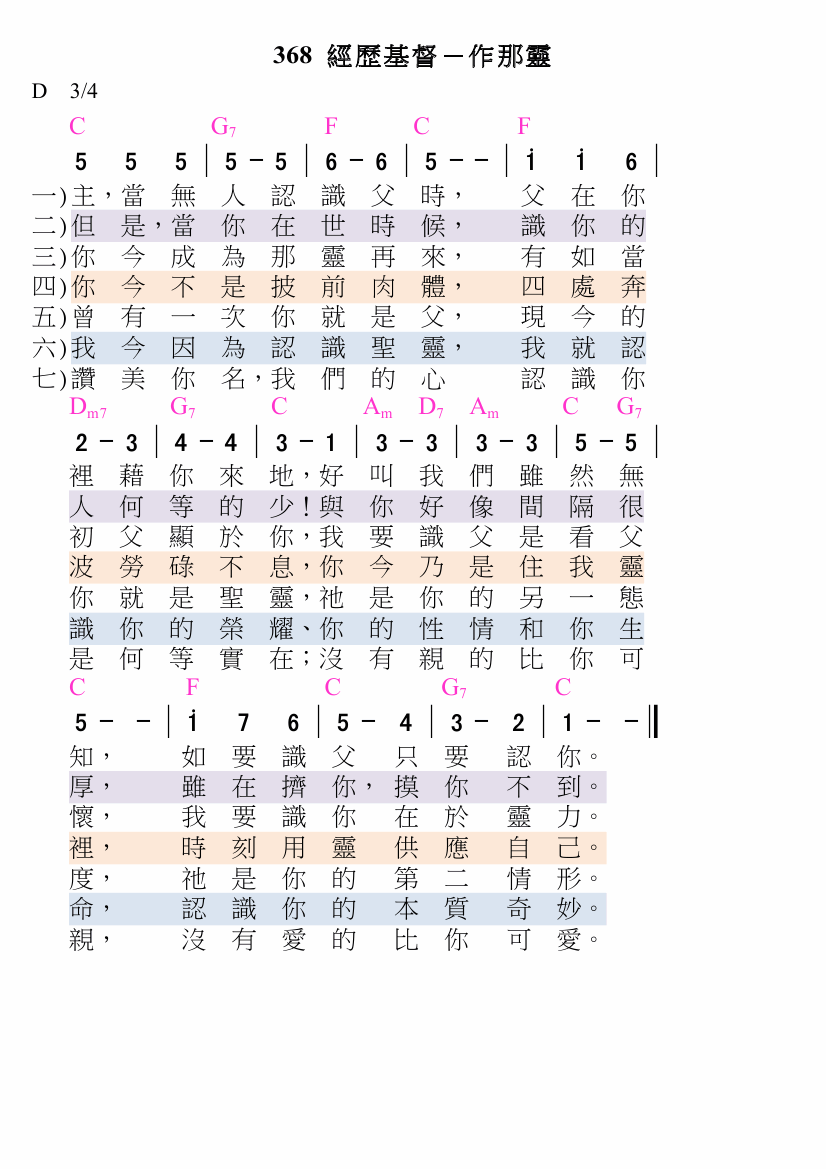 368 經歷基督－作那靈
D 3/4
C G7 F C F
5 5 5 | 5 - 5 | 6 - 6 | 5 - - | i i 6 |
一)主，當無人認識父時，父在你
二)但是，當你在世時候，識你的
三)你今成為那靈再來，有如當
四)你今不是披前肉體，四處奔
五)曾有一次你就是父，現今的
六)我今因為認識聖靈，我就認
七)讚美你名，我們的心認識你
Dm7 G7 C Am D7 Am C G7
2 - 3 | 4 - 4 | 3 - 1 | 3 - 3 | 3 - 3 | 5 - 5 |
裡藉你來地，好叫我們雖然無
人何等的少！與你好像間隔很
初父顯於你，我要識父是看父
波勞碌不息，你今乃是住我靈
你就是聖靈，祂是你的另一態
識你的榮耀、你的性情和你生
是何等實在；沒有親的比你可
C F C G7 C
5 - - | i 7 6 | 5 - 4 | 3 - 2 | 1 - - ‖
知，如要識父只要認你。
厚，雖在擠你，摸你不到。
懷，我要識你在於靈力。
裡，時刻用靈供應自己。
度，祂是你的第二情形。
命，認識你的本質奇妙。
親，沒有愛的比你可愛。